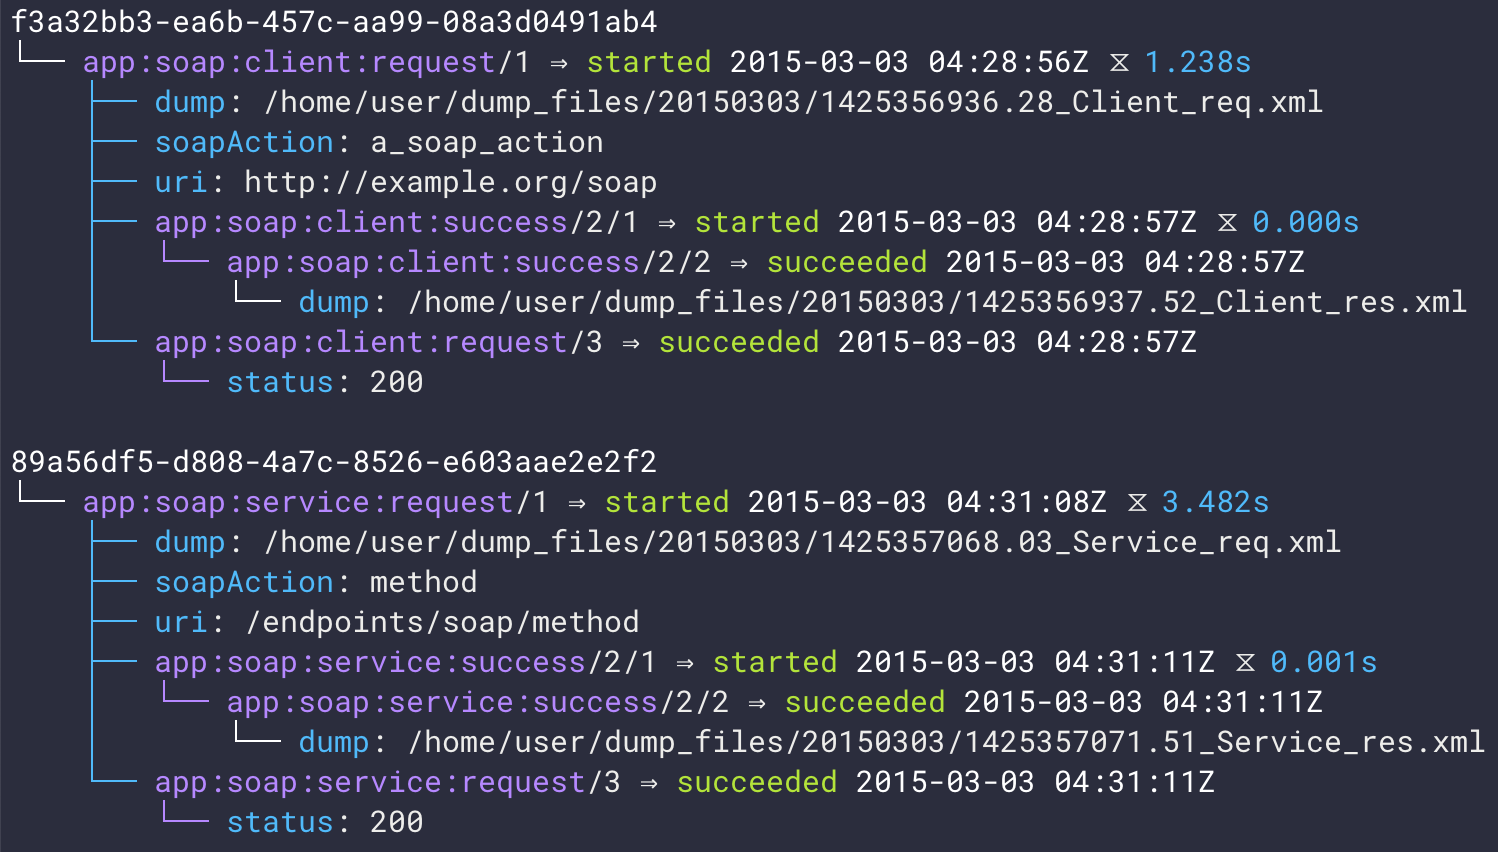 f3a32bb3-ea6b-457c-aa99-08a3d0491ab4
└── app:soap:client:request/1 ⇒ started 2015-03-03 04:28:56Z ⧖ 1.238s
├── dump: /home/user/dump_files/20150303/1425356936.28_Client_req.xml
├── soapAction: a_soap_action
├── uri: http://example.org/soap
├── app:soap:client:success/2/1 ⇒ started 2015-03-03 04:28:57Z ⧖ 0.000s
│   └── app:soap:client:success/2/2 ⇒ succeeded 2015-03-03 04:28:57Z
│       └── dump: /home/user/dump_files/20150303/1425356937.52_Client_res.xml
└── app:soap:client:request/3 ⇒ succeeded 2015-03-03 04:28:57Z
└── status: 200

89a56df5-d808-4a7c-8526-e603aae2e2f2
└── app:soap:service:request/1 ⇒ started 2015-03-03 04:31:08Z ⧖ 3.482s
├── dump: /home/user/dump_files/20150303/1425357068.03_Service_req.xml
├── soapAction: method
├── uri: /endpoints/soap/method
├── app:soap:service:success/2/1 ⇒ started 2015-03-03 04:31:11Z ⧖ 0.001s
│   └── app:soap:service:success/2/2 ⇒ succeeded 2015-03-03 04:31:11Z
│       └── dump: /home/user/dump_files/20150303/1425357071.51_Service_res.xml
└── app:soap:service:request/3 ⇒ succeeded 2015-03-03 04:31:11Z
└── status: 200